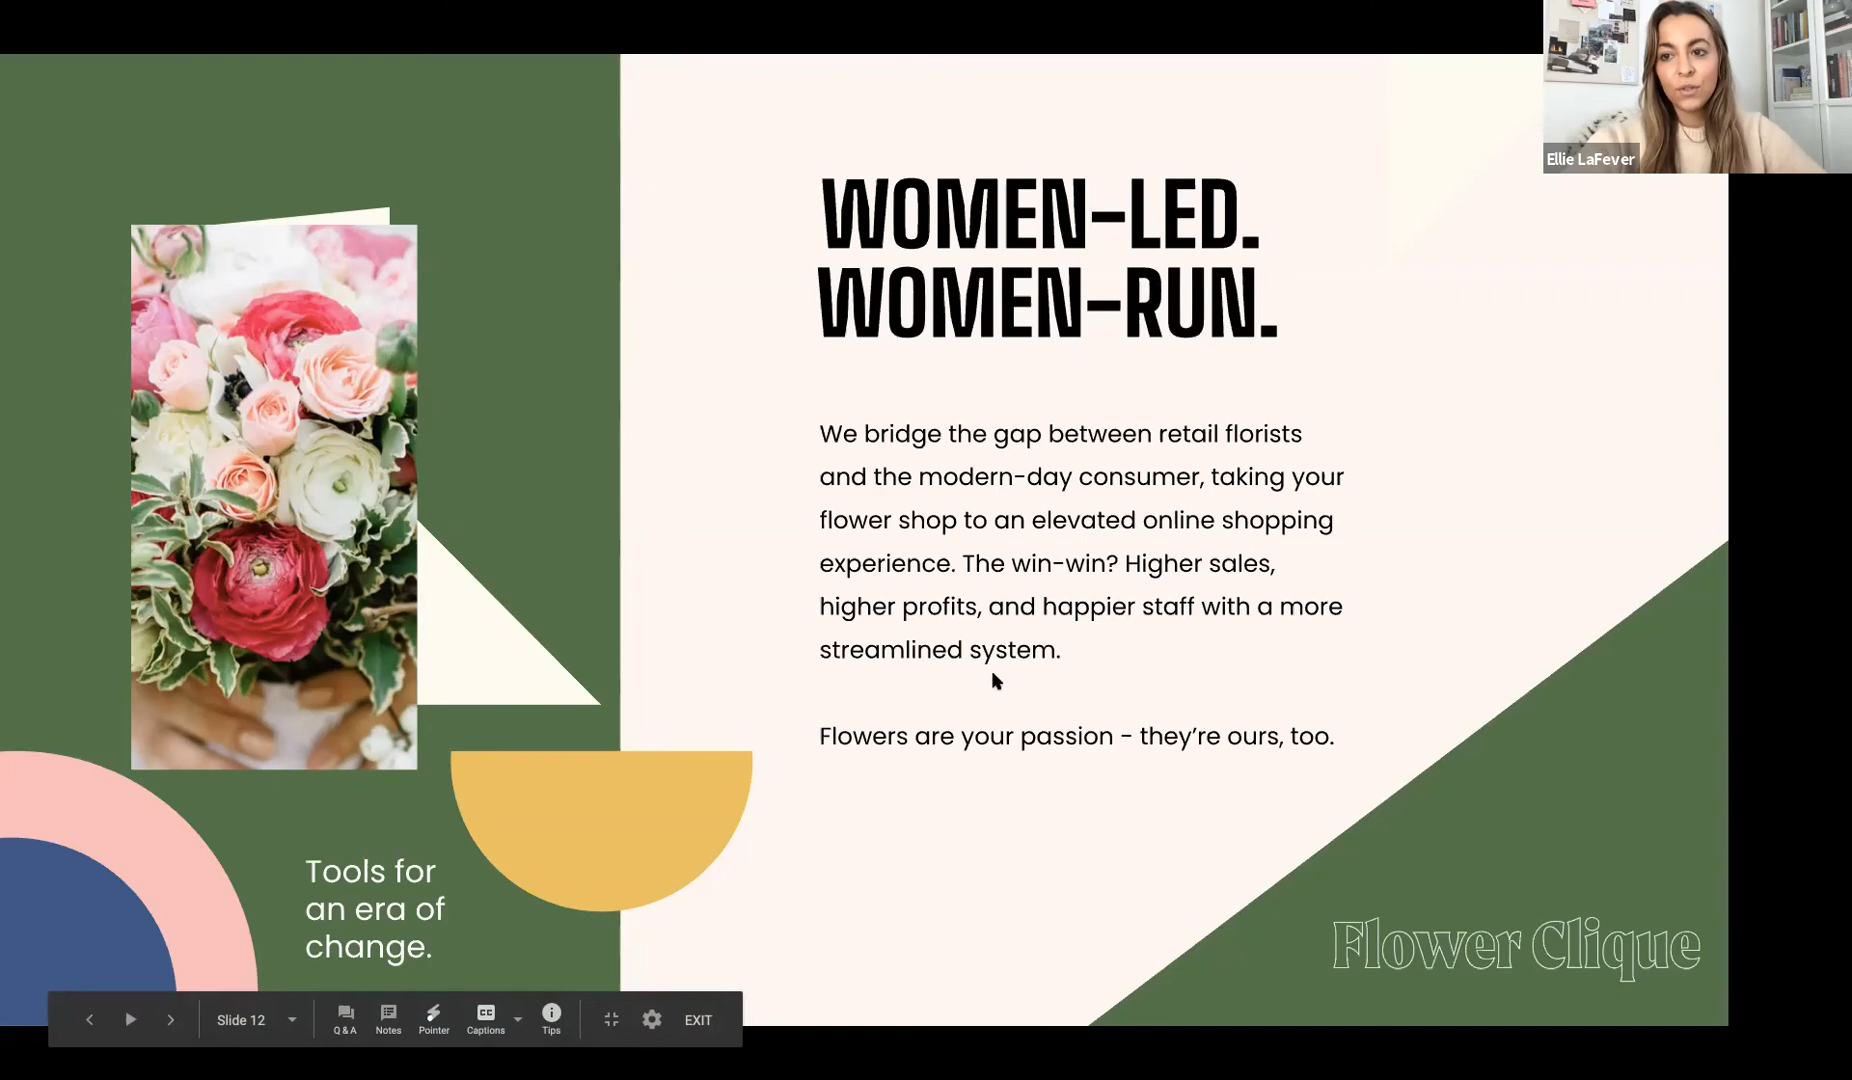 Ellie LaFever
WOMEN-LED.
WOMEN-RUN.
We bridge the gap between retail florists
and the modern-day consumer, taking your
flower shop to an elevated online shopping
experience. The win-win? Higher sales,
higher profits, and happier staff with a more
streamlined system.
Flowers are your passion - they're ours, too.
Tools for
an era of
change.
Flower Clique
Slide 12
Q & A
Notes
Pointer
CC
Captions
Tips
EXIT